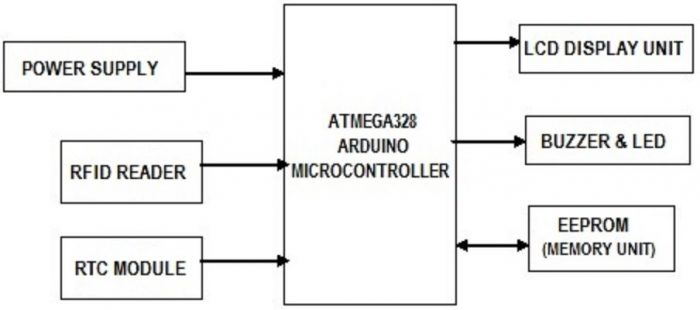 POWER SUPPLY
RFID READER
RTC MODULE
ATMEGA328
ARDUINO
MICROCONTROLLER
LCD DISPLAY UNIT
BUZZER & LED
EEPROM
(MEMORY UNIT)